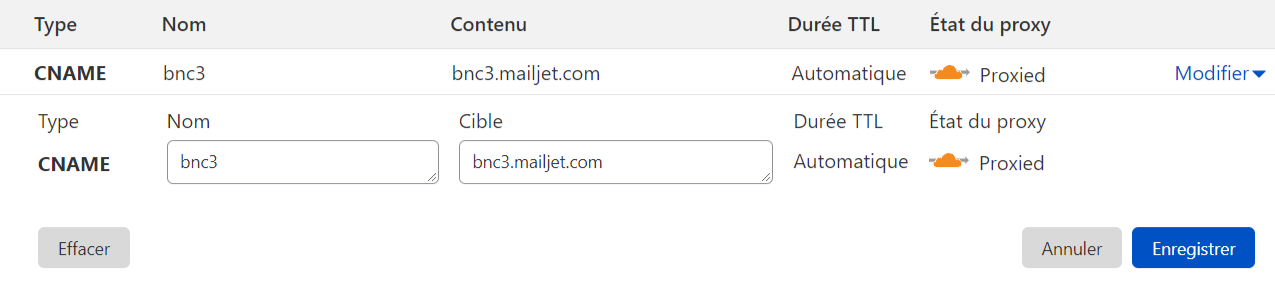 Type Nom Contenu Durée TTL État du proxy
CNAME bnc3 bnc3.mailjet.com Automatique Proxied Modifier
Type Nom Cible Durée TTL État du proxy
CNAME bnc3 bnc3.mailjet.com Automatique Proxied
Effacer Annuler Enregistrer